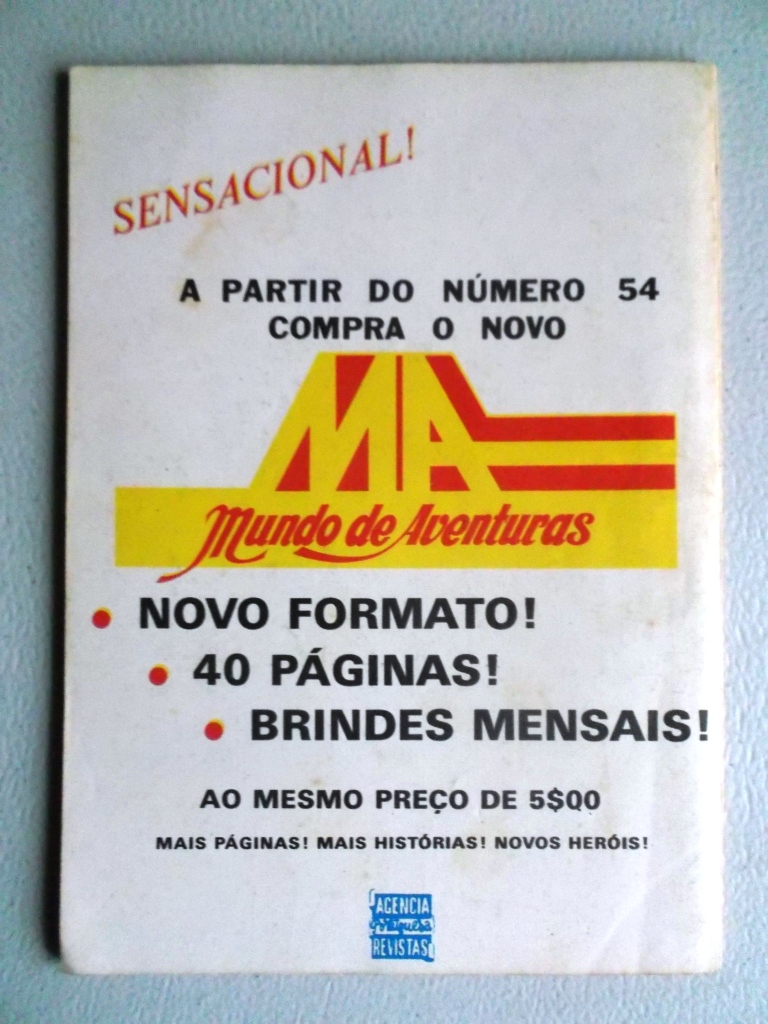 SENSACIONAL!
A PARTIR DO NÚMERO 54
COMPRA O NOVO
MA
Mundo de Aventuras
• NOVO FORMATO!
• 40 PÁGINAS!
• BRINDES MENSAIS!
AO MESMO PREÇO DE 5$00
MAIS PÁGINAS! MAIS HISTÓRIAS! NOVOS HERÓIS!
AGENCIA
REVISTAS